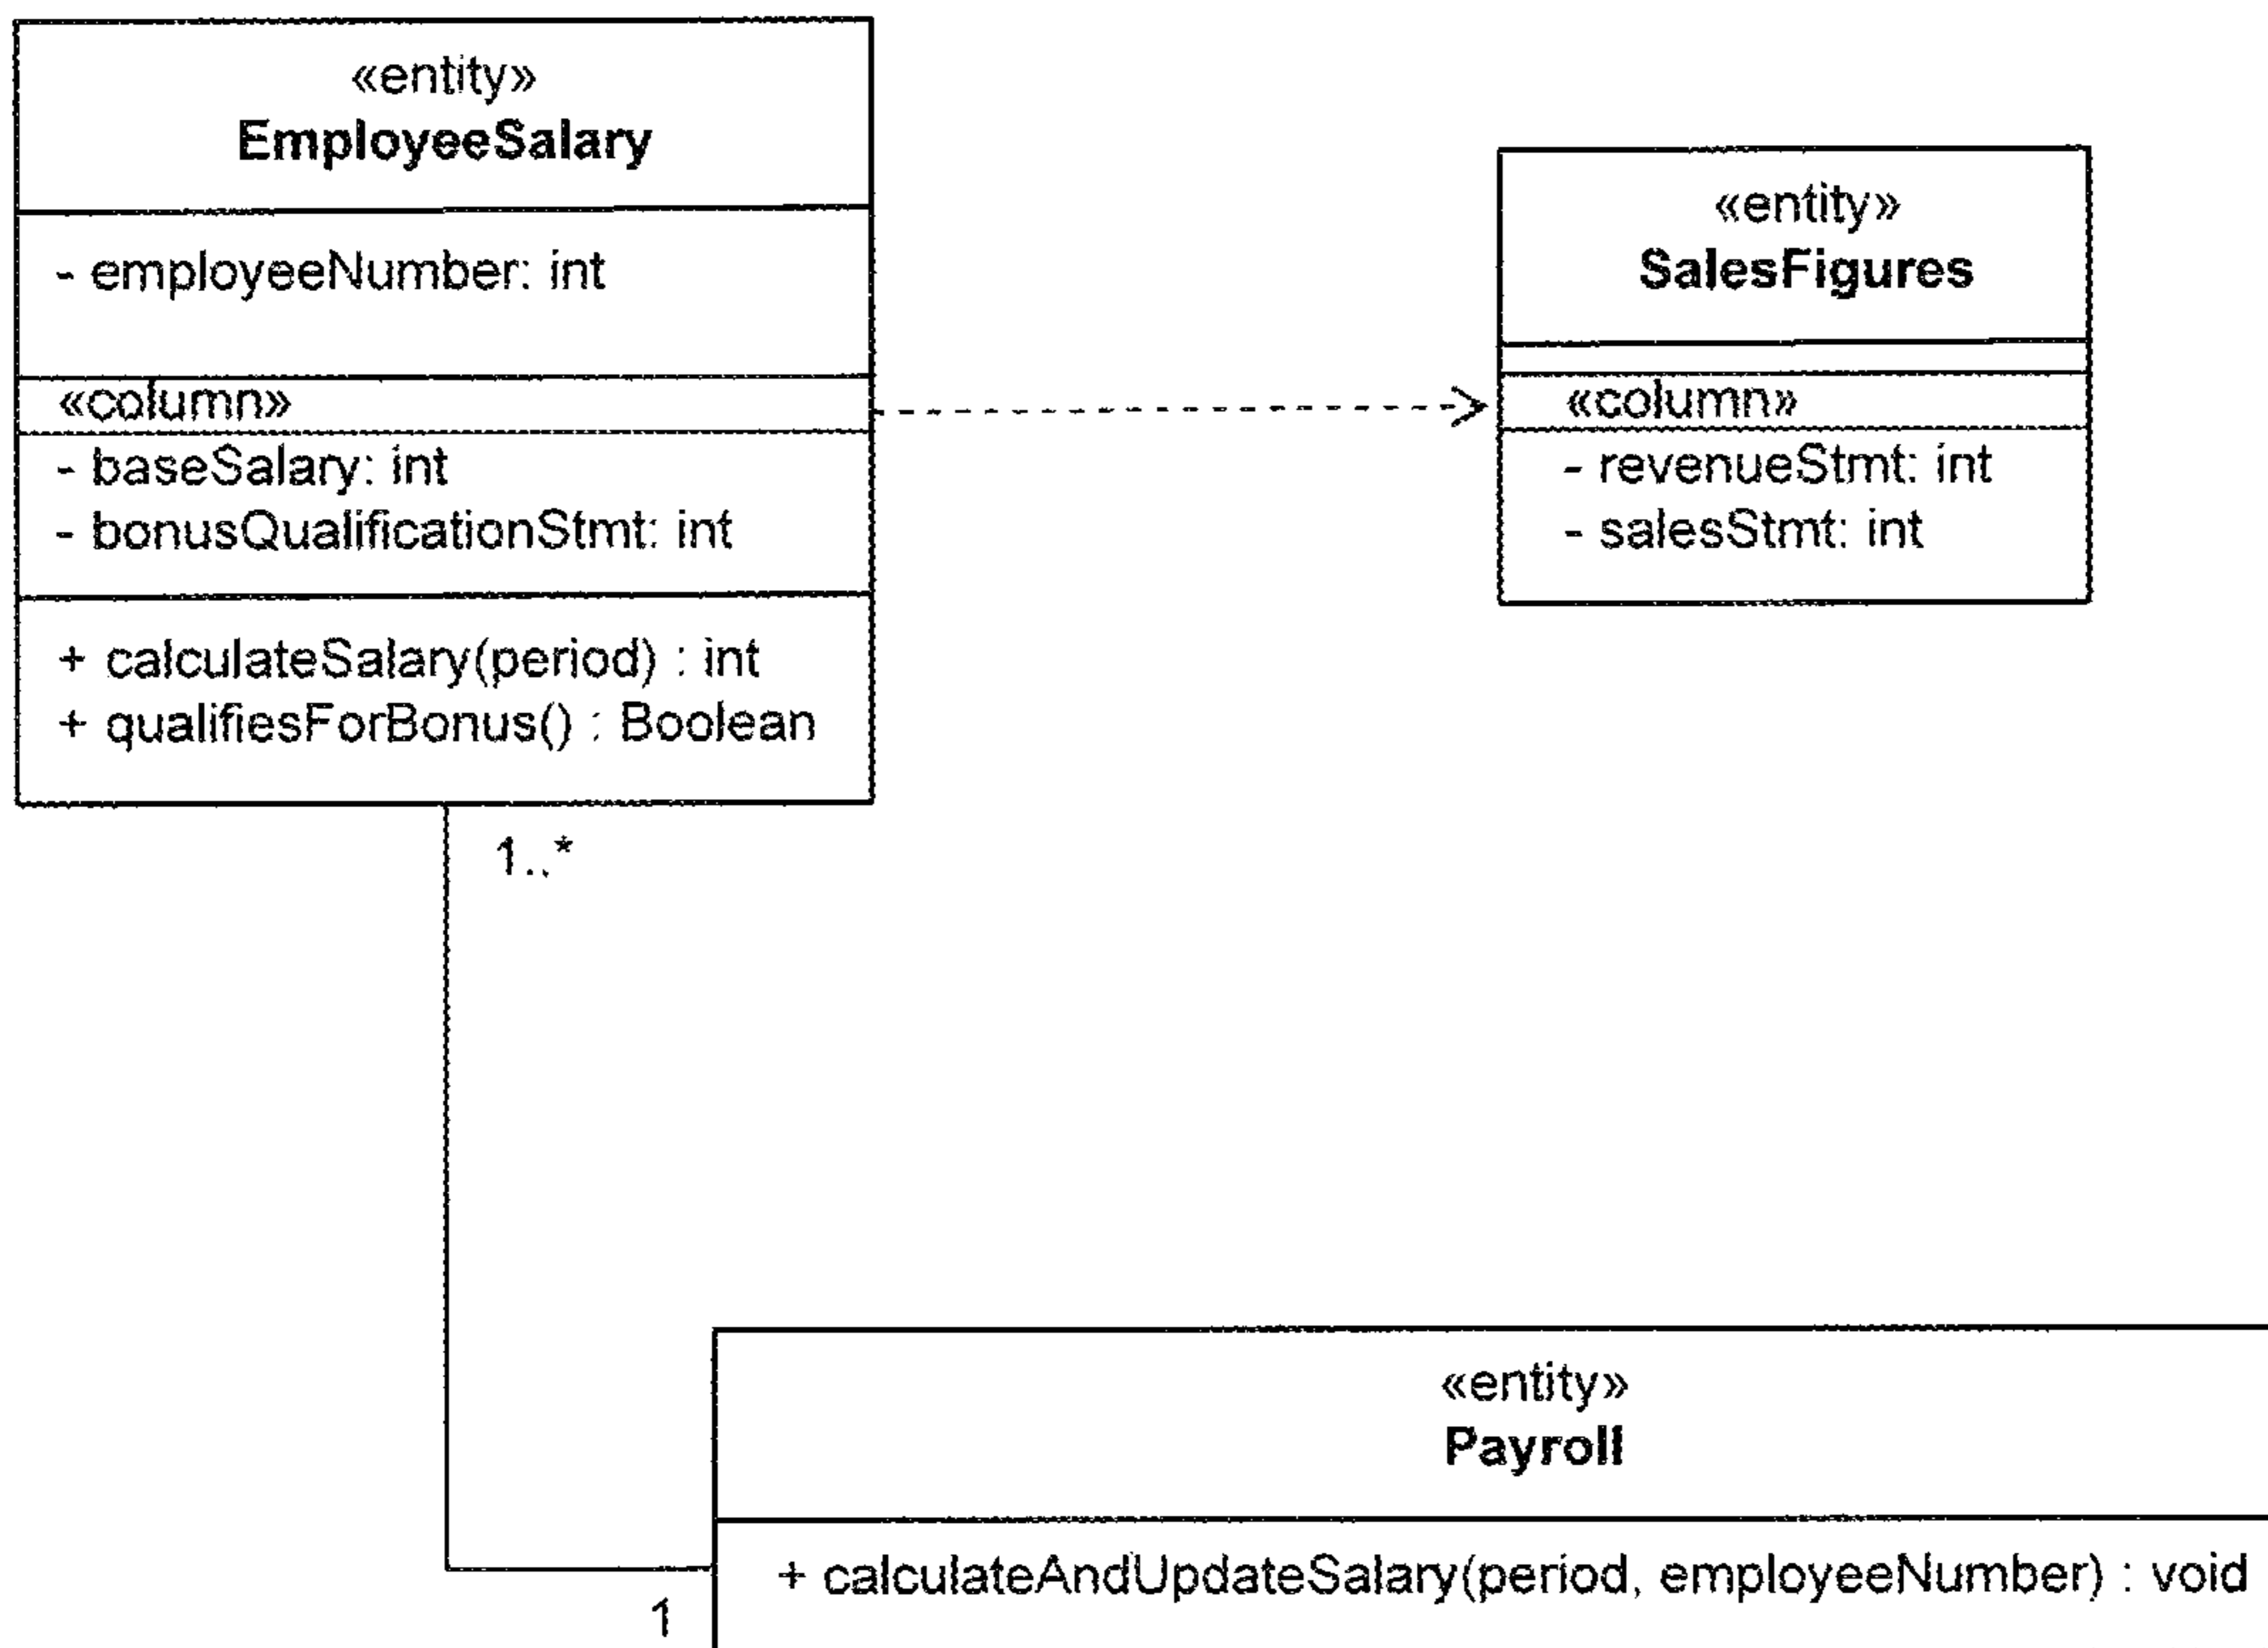 «entity»
EmployeeSalary
- employeeNumber: int
«column»
- baseSalary: int
- bonusQualificationStmt: int
+ calculateSalary(period) : int
+ qualifiesForBonus() : Boolean
«entity»
SalesFigures
«column»
- revenueStmt: int
- salesStmt: int
1..*
1
«entity»
Payroll
+ calculateAndUpdateSalary(period, employeeNumber) : void